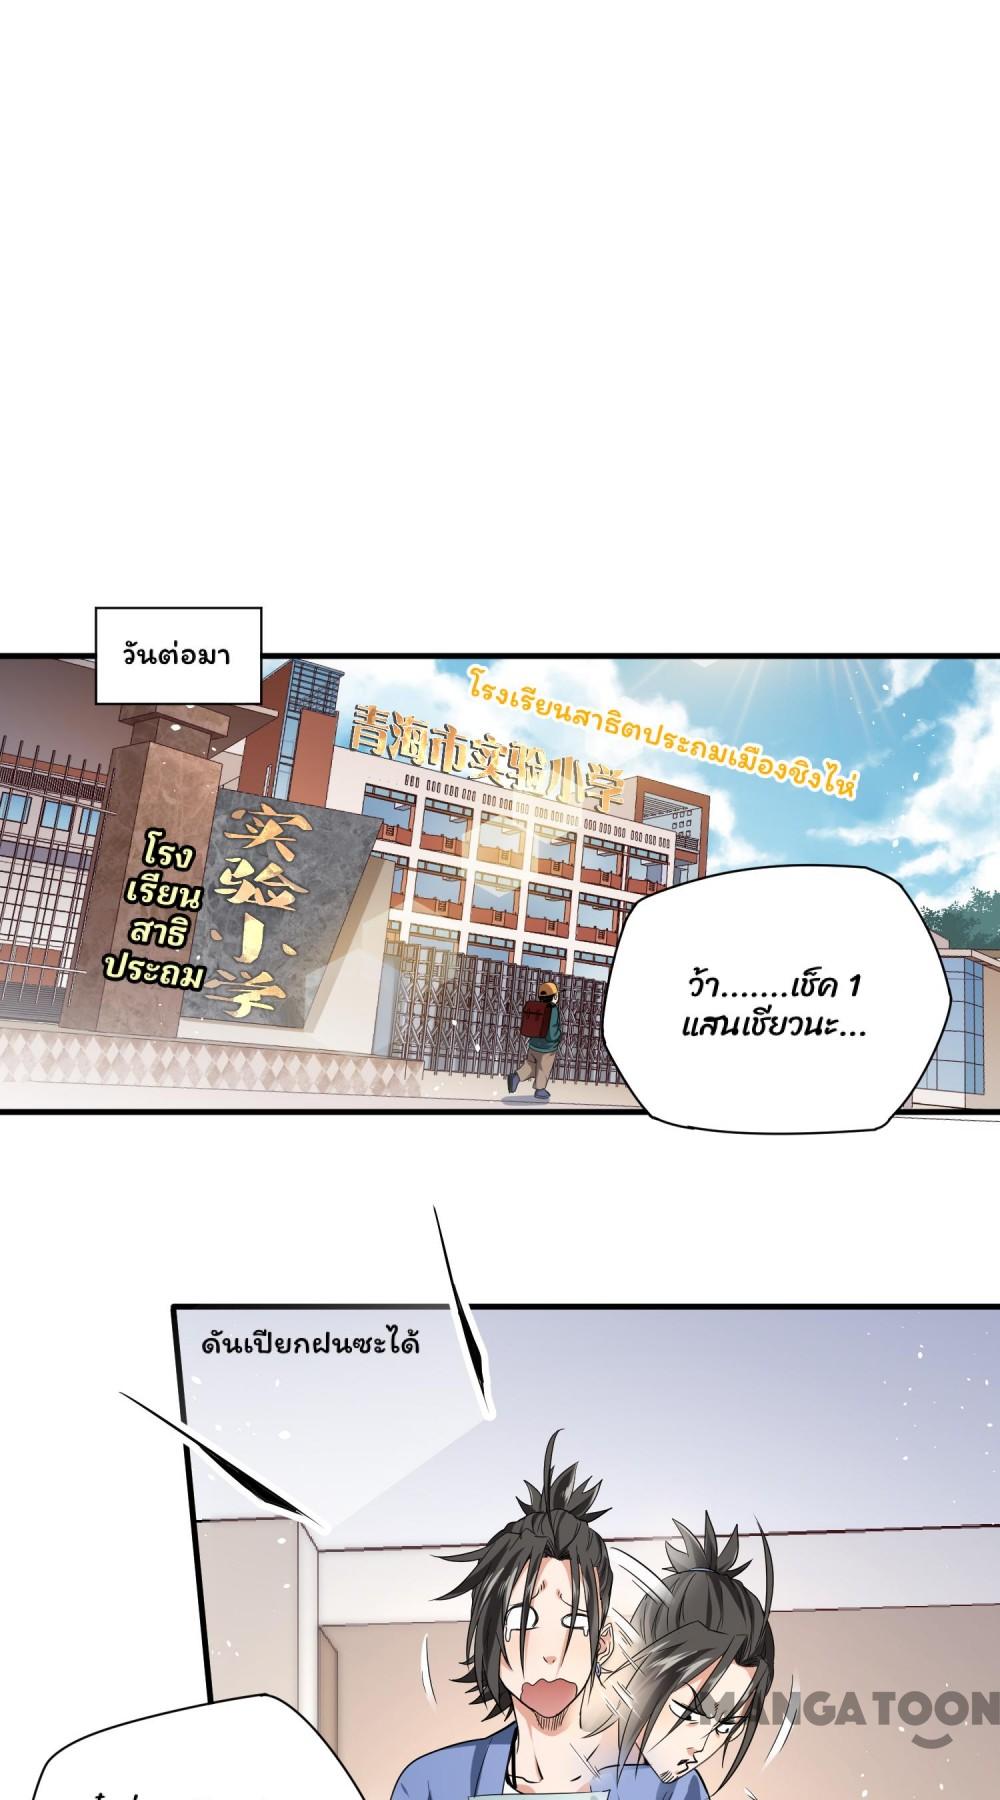 วันต่อมา
โรงเรียนสาธิตประถมเมืองชิงไห่
青海市实验小学
实验小学
โรง
เรียน
สาธิ
ประถม
ว้า.......เช็ค 1
แสนเชียวนะ...
ดันเปียกฝนซะได้
MANGATOON